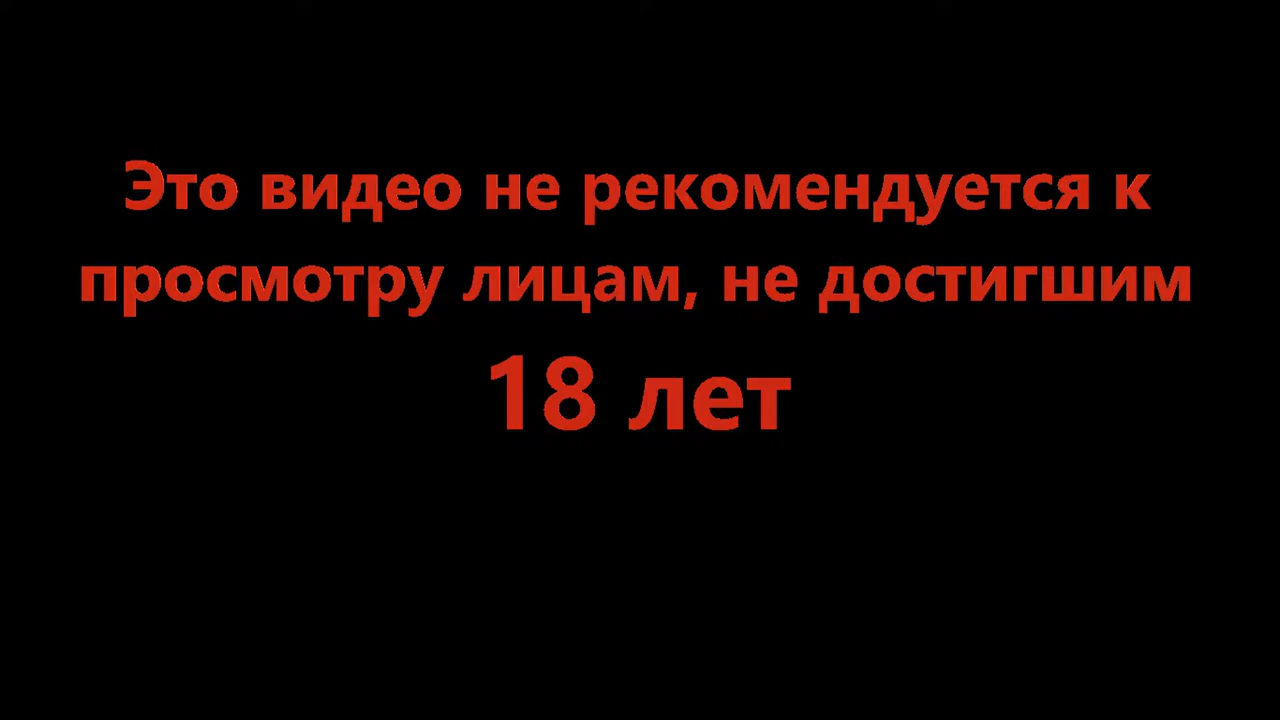 Это видео не рекомендуется к
просмотру лицам, не достигшим
18 лет